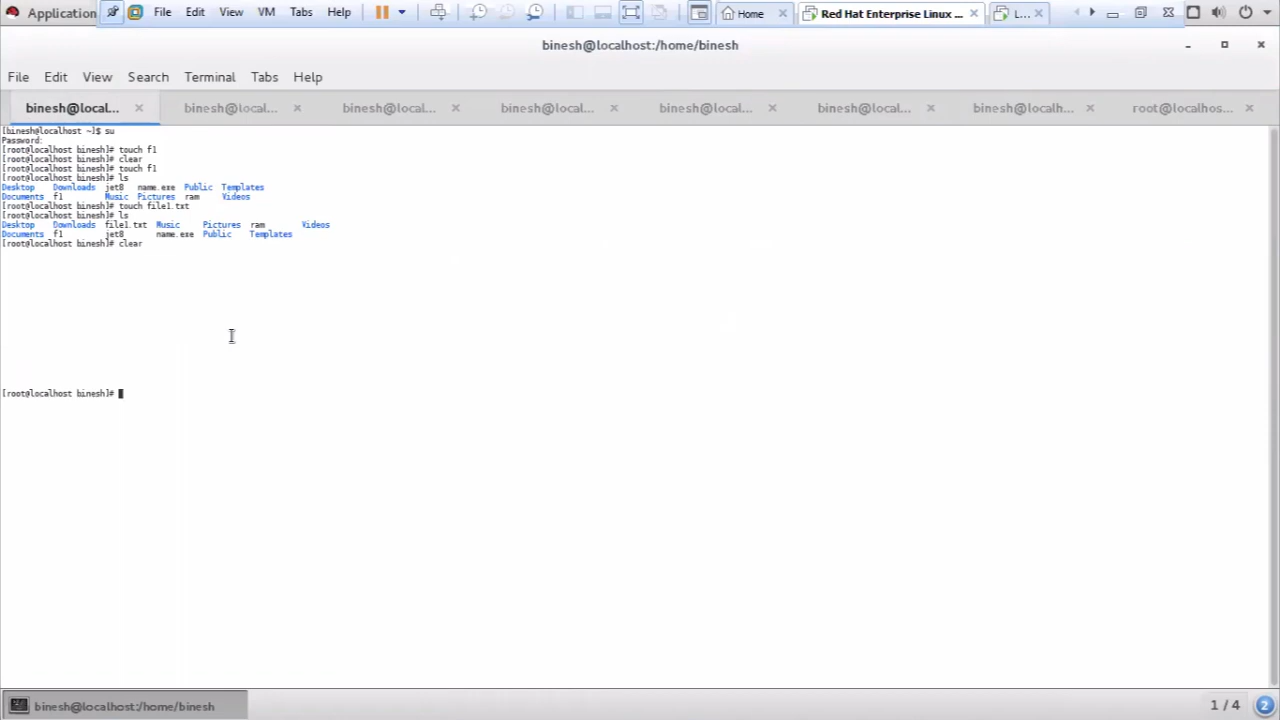 Application File Edit View VM Tabs Help Home Red Hat Enterprise Linux ... L...
binesh@localhost:/home/binesh
File Edit View Search Terminal Tabs Help
binesh@local... binesh@local... binesh@local... binesh@local... binesh@local... binesh@local... binesh@localh... root@localhos...
[binesh@localhost ~]$ su
Password:
[root@localhost binesh]# touch f1
[root@localhost binesh]# clear
[root@localhost binesh]# touch f1
[root@localhost binesh]# ls
Desktop Downloads jet8 name.exe Public Templates
Documents f1 Music Pictures ram Videos
[root@localhost binesh]# touch file1.txt
[root@localhost binesh]# ls
Desktop Downloads file1.txt Music Pictures ram Videos
Documents f1 jet8 name.exe Public Templates
[root@localhost binesh]# clear
[root@localhost binesh]#
binesh@localhost:/home/binesh 1 / 4 2